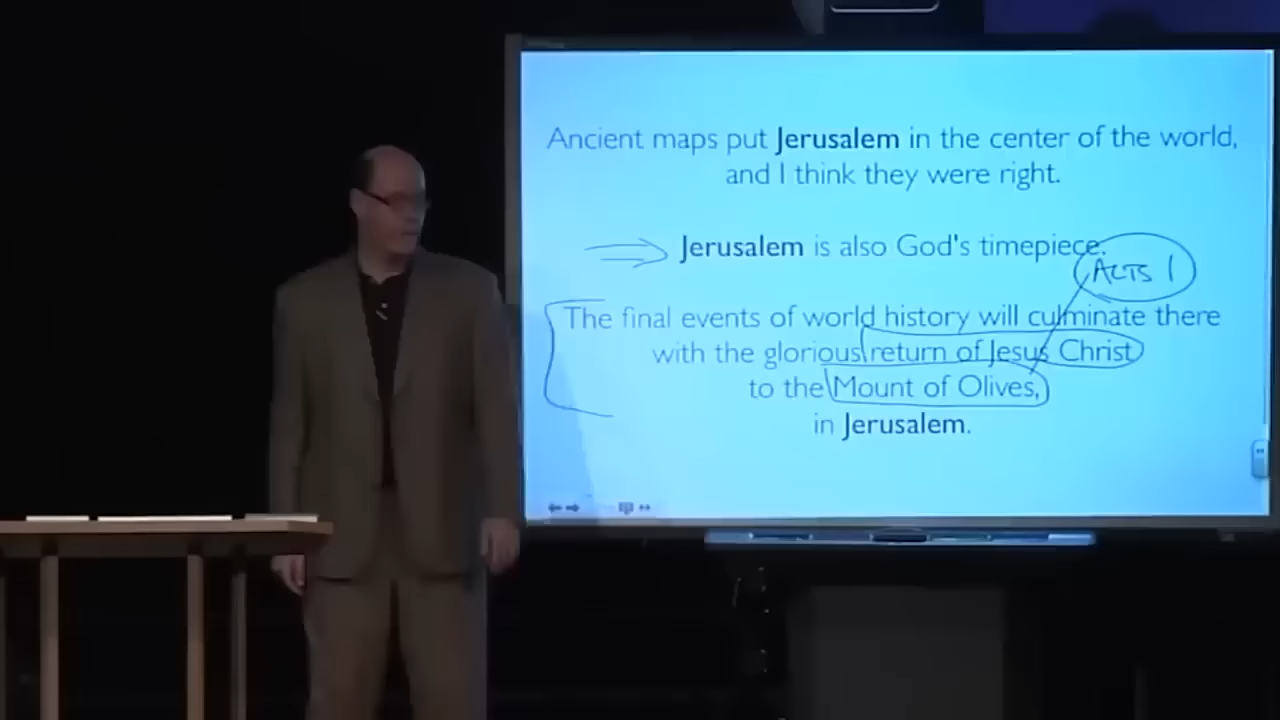 Ancient maps put Jerusalem in the center of the world,
and I think they were right.
Jerusalem is also God's timepiece.
ACTS 1
The final events of world history will culminate there
with the glorious return of Jesus Christ
to the Mount of Olives,
in Jerusalem.